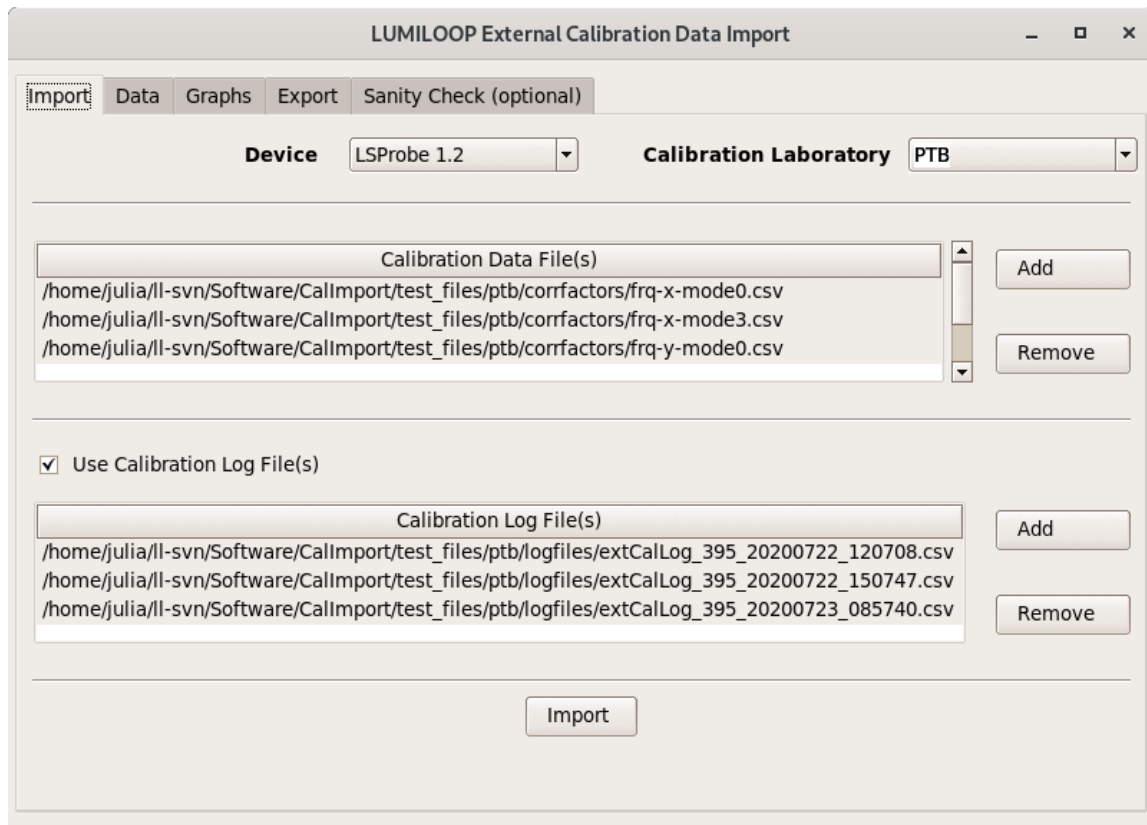 LUMILOOP External Calibration Data Import
Import Data Graphs Export Sanity Check (optional)
Device LSProbe 1.2 Calibration Laboratory PTB
Calibration Data File(s)
/home/julia/ll-svn/Software/CalImport/test_files/ptb/corrfactors/frq-x-mode0.csv
/home/julia/ll-svn/Software/CalImport/test_files/ptb/corrfactors/frq-x-mode3.csv
/home/julia/ll-svn/Software/CalImport/test_files/ptb/corrfactors/frq-y-mode0.csv
Add
Remove
Use Calibration Log File(s)
Calibration Log File(s)
/home/julia/ll-svn/Software/CalImport/test_files/ptb/logfiles/extCalLog_395_20200722_120708.csv
/home/julia/ll-svn/Software/CalImport/test_files/ptb/logfiles/extCalLog_395_20200722_150747.csv
/home/julia/ll-svn/Software/CalImport/test_files/ptb/logfiles/extCalLog_395_20200723_085740.csv
Add
Remove
Import